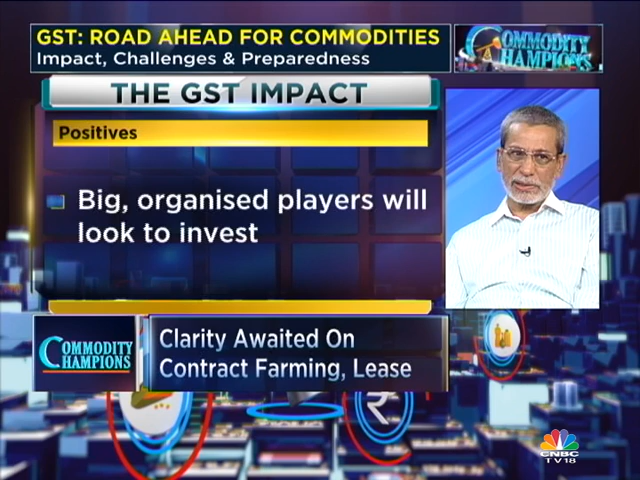 GST: ROAD AHEAD FOR COMMODITIES
Impact, Challenges & Preparedness
COMMODITY
CHAMPIONS
THE GST IMPACT
Positives
Big, organised players will
look to invest
COMMODITY
CHAMPIONS
Clarity Awaited On
Contract Farming, Lease
₹
CNBC
TV18